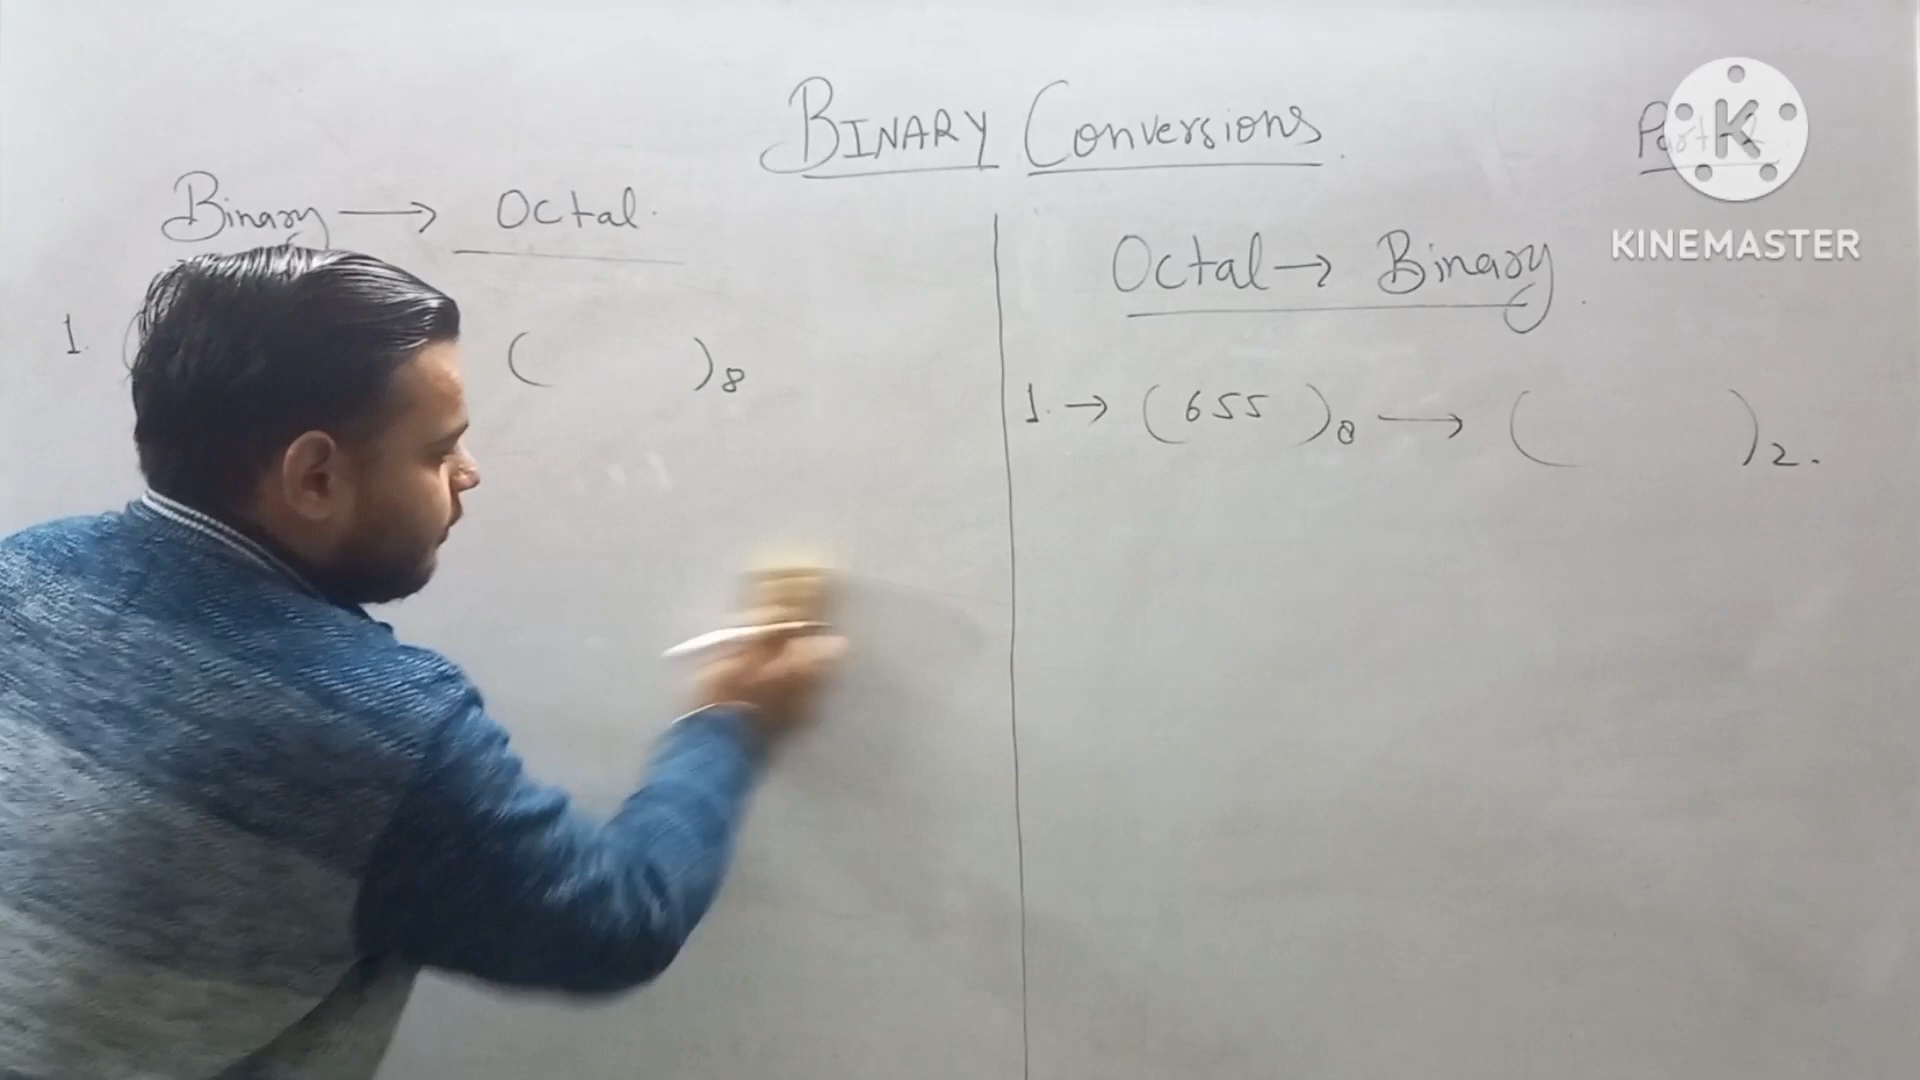 BINARY Conversions.
KINEMASTER
Binary → Octal.
1. ( )8
Octal → Binary.
1. → (655)8 → ( )2.